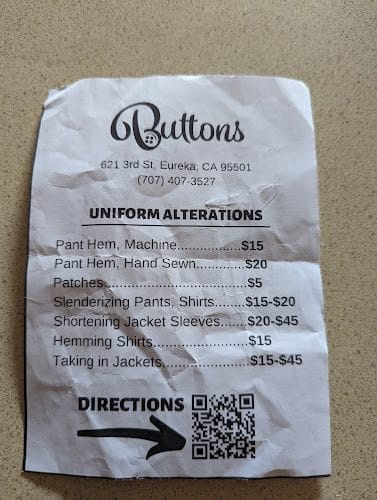 Buttons
621 3rd St, Eureka, CA 95501
(707) 407-3527
UNIFORM ALTERATIONS
Pant Hem, Machine................$15
Pant Hem, Hand Sewn............$20
Patches....................................$5
Slenderizing Pants, Shirts.......$15-$20
Shortening Jacket Sleeves......$20-$45
Hemming Shirts........................$15
Taking in Jackets......................$15-$45
DIRECTIONS